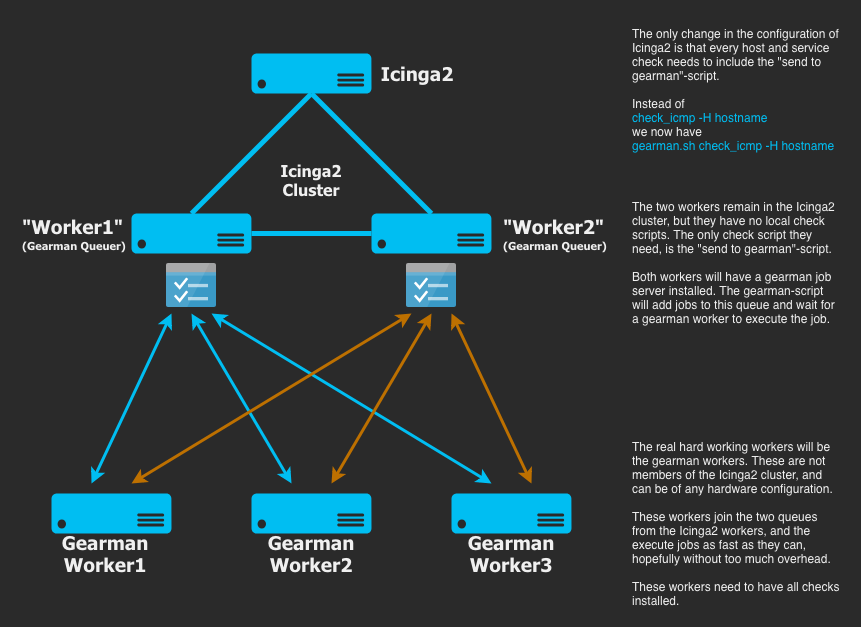 The only change in the configuration of
Icinga2 is that every host and service
check needs to include the "send to
gearman"-script.
Instead of
check_icmp -H hostname
we now have
gearman.sh check_icmp -H hostname
Icinga2
Icinga2
Cluster
"Worker1"
(Gearman Queuer)
"Worker2"
(Gearman Queuer)
The two workers remain in the Icinga2
cluster, but they have no local check
scripts. The only check script they
need, is the "send to gearman"-script.
Both workers will have a gearman job
server installed. The gearman-script
will add jobs to this queue and wait for
a gearman worker to execute the job.
The real hard working workers will be
the gearman workers. These are not
members of the Icinga2 cluster, and
can be of any hardware configuration.
These workers join the two queues
from the Icinga2 workers, and the
execute jobs as fast as they can,
hopefully without too much overhead.
These workers need to have all checks
installed.
Gearman
Worker1
Gearman
Worker2
Gearman
Worker3